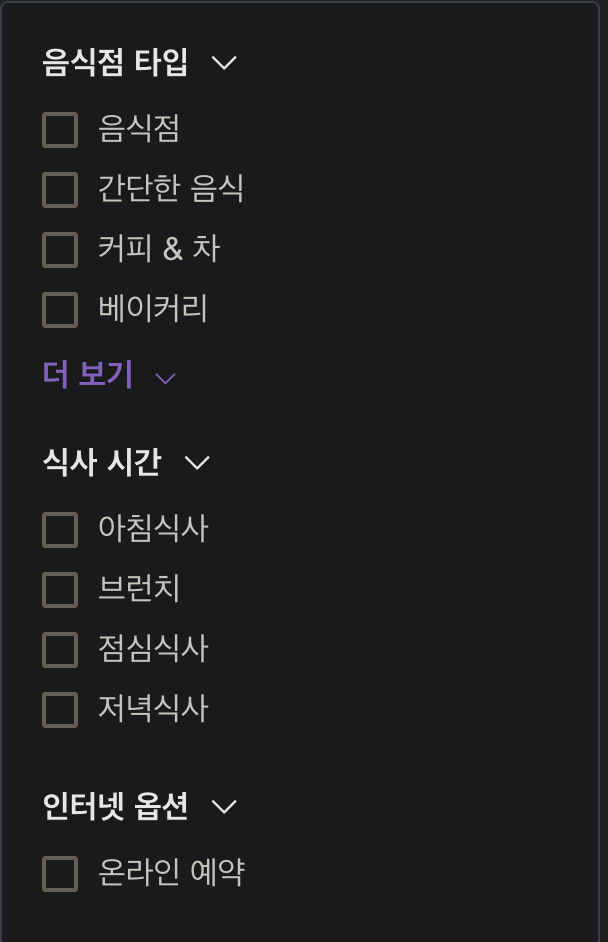 음식점 타입
음식점
간단한 음식
커피 & 차
베이커리
더 보기
식사 시간
아침식사
브런치
점심식사
저녁식사
인터넷 옵션
온라인 예약